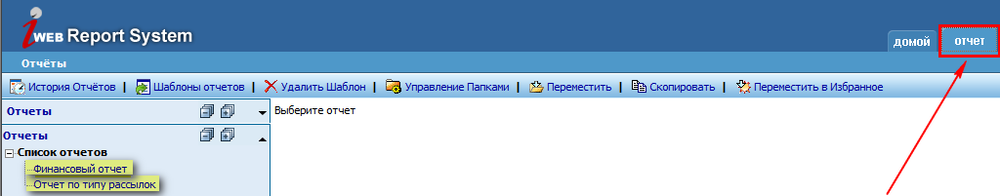 iWEB Report System
домой
отчет
Отчёты
История Отчётов | Шаблоны отчетов | Удалить Шаблон | Управление Папками | Переместить | Скопировать | Переместить в Избранное
Отчеты
Выберите отчет
Отчеты
Список отчетов
Финансовый отчет
Отчет по типу рассылок